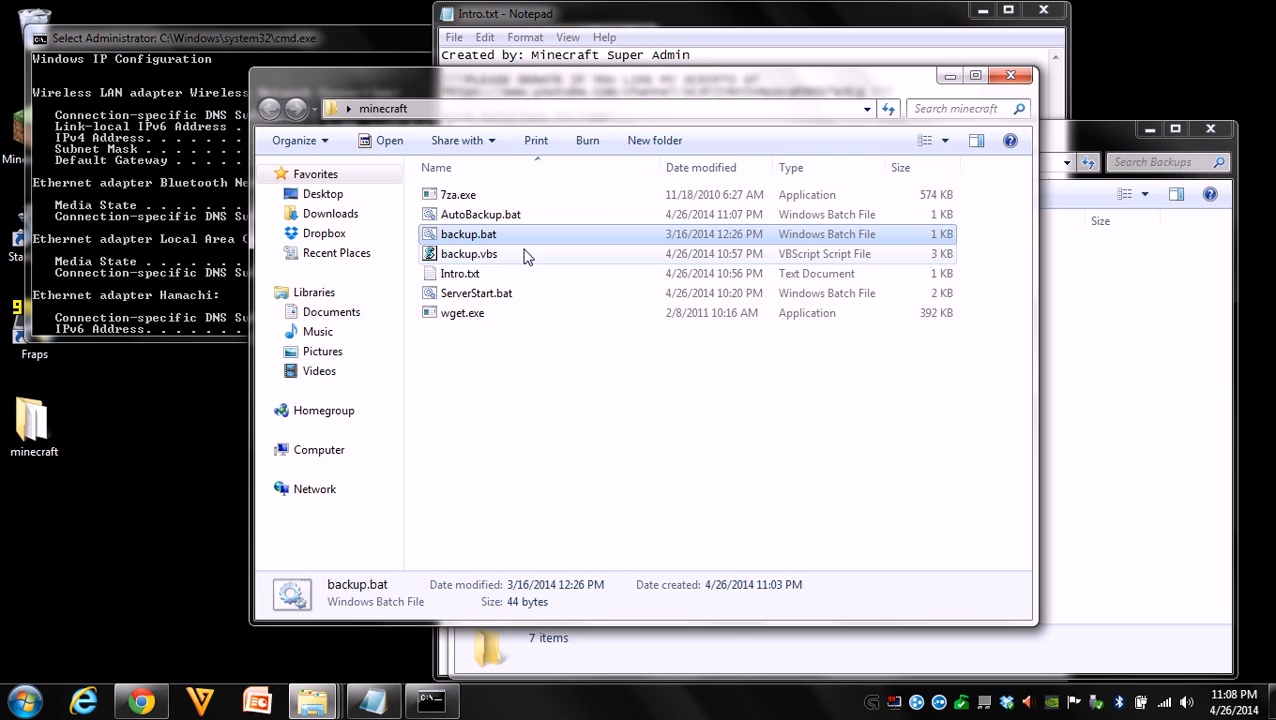 Intro.txt - Notepad
File Edit Format View Help
Created by: Minecraft Super Admin
Select Administrator: C:\Windows\system32\cmd.exe
Windows IP Configuration
Wireless LAN adapter Wireless
Connection-specific DNS Su
Link-local IPv6 Address .
IPv4 Address. . . . . . .
Subnet Mask . . . . . . .
Default Gateway . . . . .
Ethernet adapter Bluetooth Ne
Media State . . . . . . .
Connection-specific DNS Su
Ethernet adapter Local Area C
Media State . . . . . . .
Connection-specific DNS Su
Ethernet adapter Hamachi:
Connection-specific DNS Su
IPv6 Address. . . . . . .
minecraft
Search minecraft
Organize Open Share with Print Burn New folder
Name Date modified Type Size
7za.exe 11/18/2010 6:27 AM Application 574 KB
AutoBackup.bat 4/26/2014 11:07 PM Windows Batch File 1 KB
backup.bat 3/16/2014 12:26 PM Windows Batch File 1 KB
backup.vbs 4/26/2014 10:57 PM VBScript Script File 3 KB
Intro.txt 4/26/2014 10:56 PM Text Document 1 KB
ServerStart.bat 4/26/2014 10:20 PM Windows Batch File 2 KB
wget.exe 2/8/2011 10:16 AM Application 392 KB
Favorites
Desktop
Downloads
Dropbox
Recent Places
Libraries
Documents
Music
Pictures
Videos
Homegroup
Computer
Network
backup.bat Date modified: 3/16/2014 12:26 PM Date created: 4/26/2014 11:03 PM
Windows Batch File Size: 44 bytes
Search Backups
Size
7 items
Min
Sta
Fraps
minecraft
11:08 PM
4/26/2014